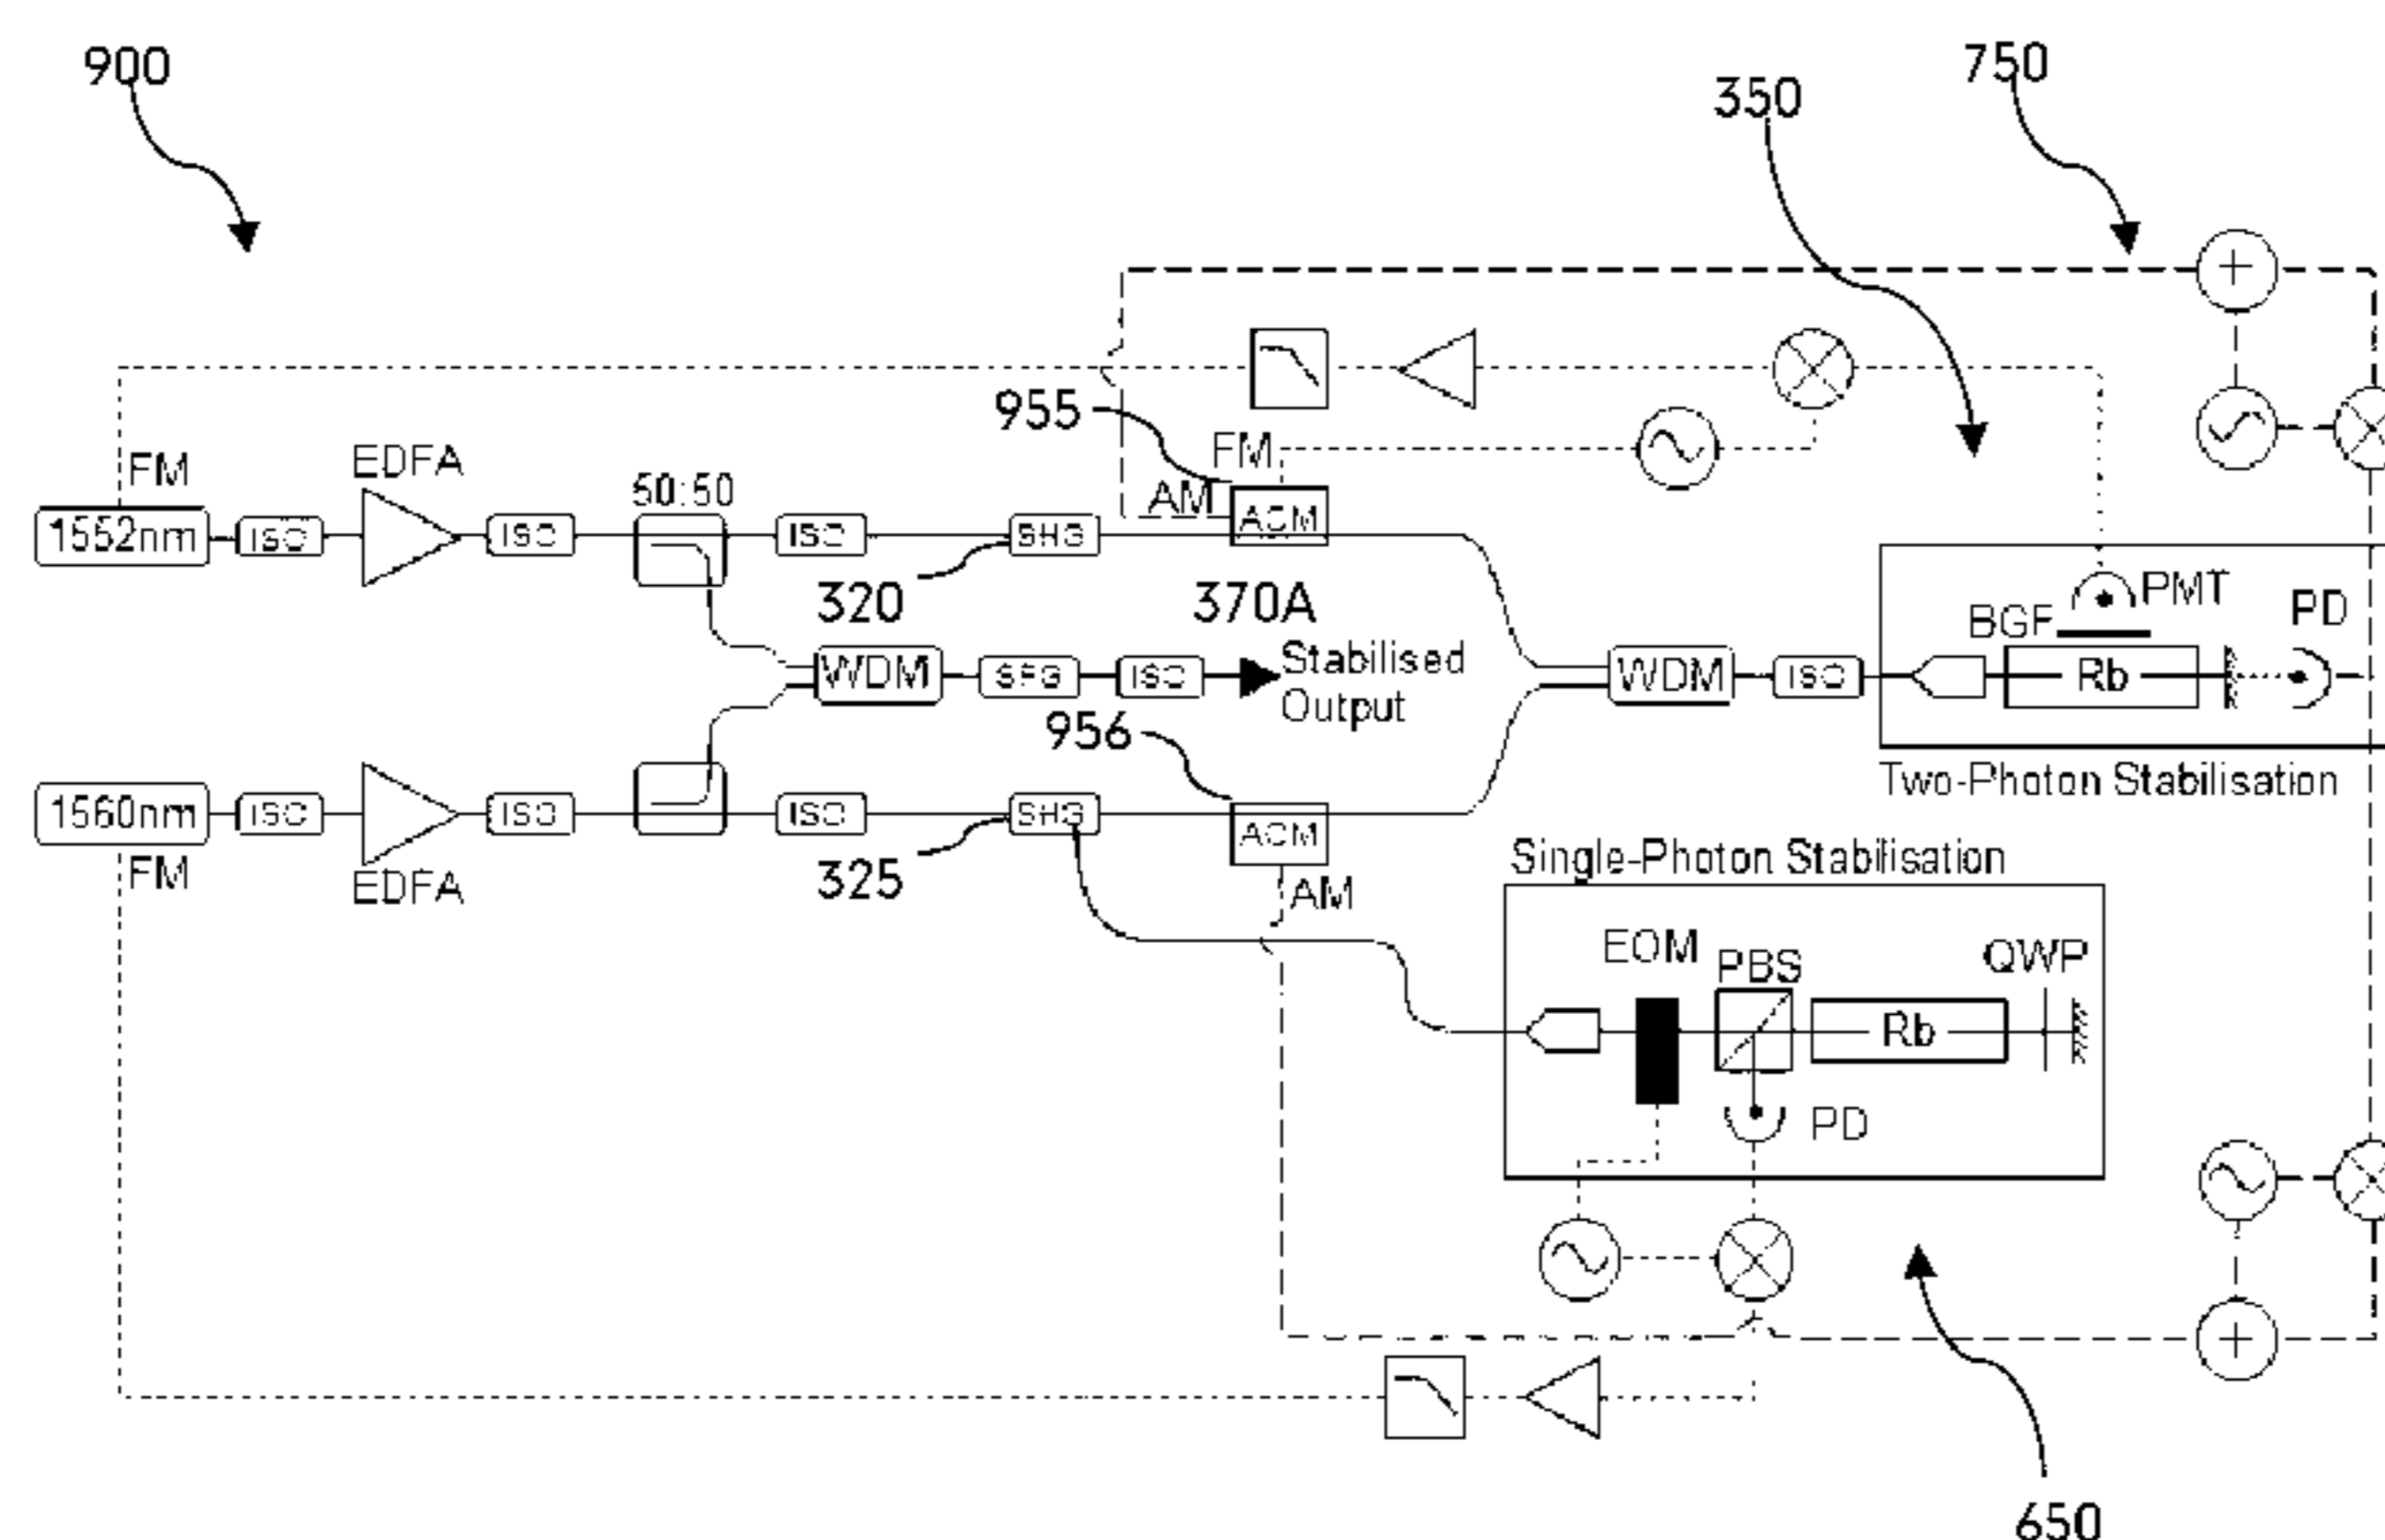 900
750
350
955
FM
FM
EDFA
50:50
AM
1552nm
ISO
ISO
ISO
SHG
AOM
320
370A
BGF
PMT
PD
WDM
SFG
ISO
Stabilised
Output
WDM
ISO
Rb
956
Two-Photon Stabilisation
1560nm
ISO
ISO
ISO
SHG
AOM
FM
EDFA
325
AM
Single-Photon Stabilisation
EOM
PBS
QWP
Rb
PD
650